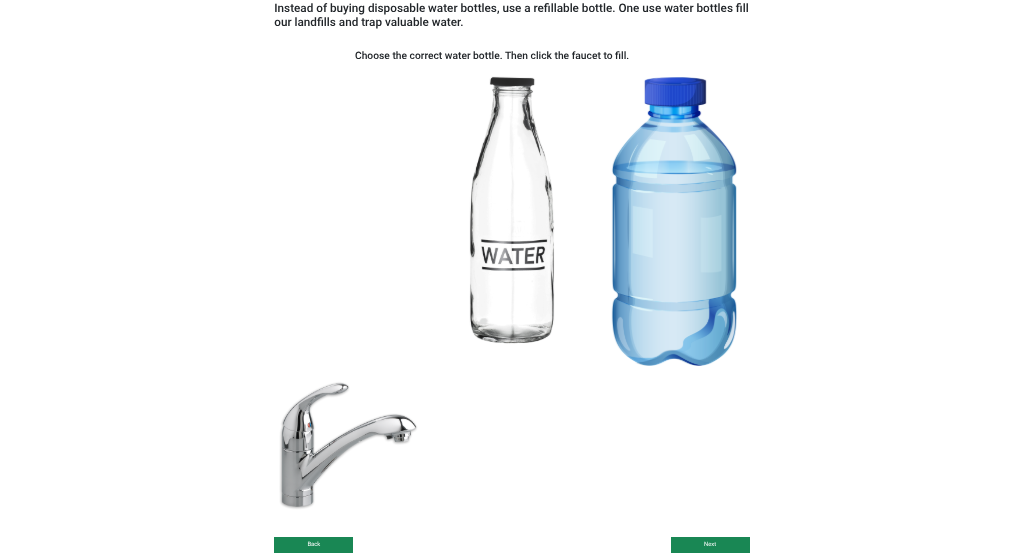 Instead of buying disposable water bottles, use a refillable bottle. One use water bottles fill
our landfills and trap valuable water.
Choose the correct water bottle. Then click the faucet to fill.
WATER
Back
Next